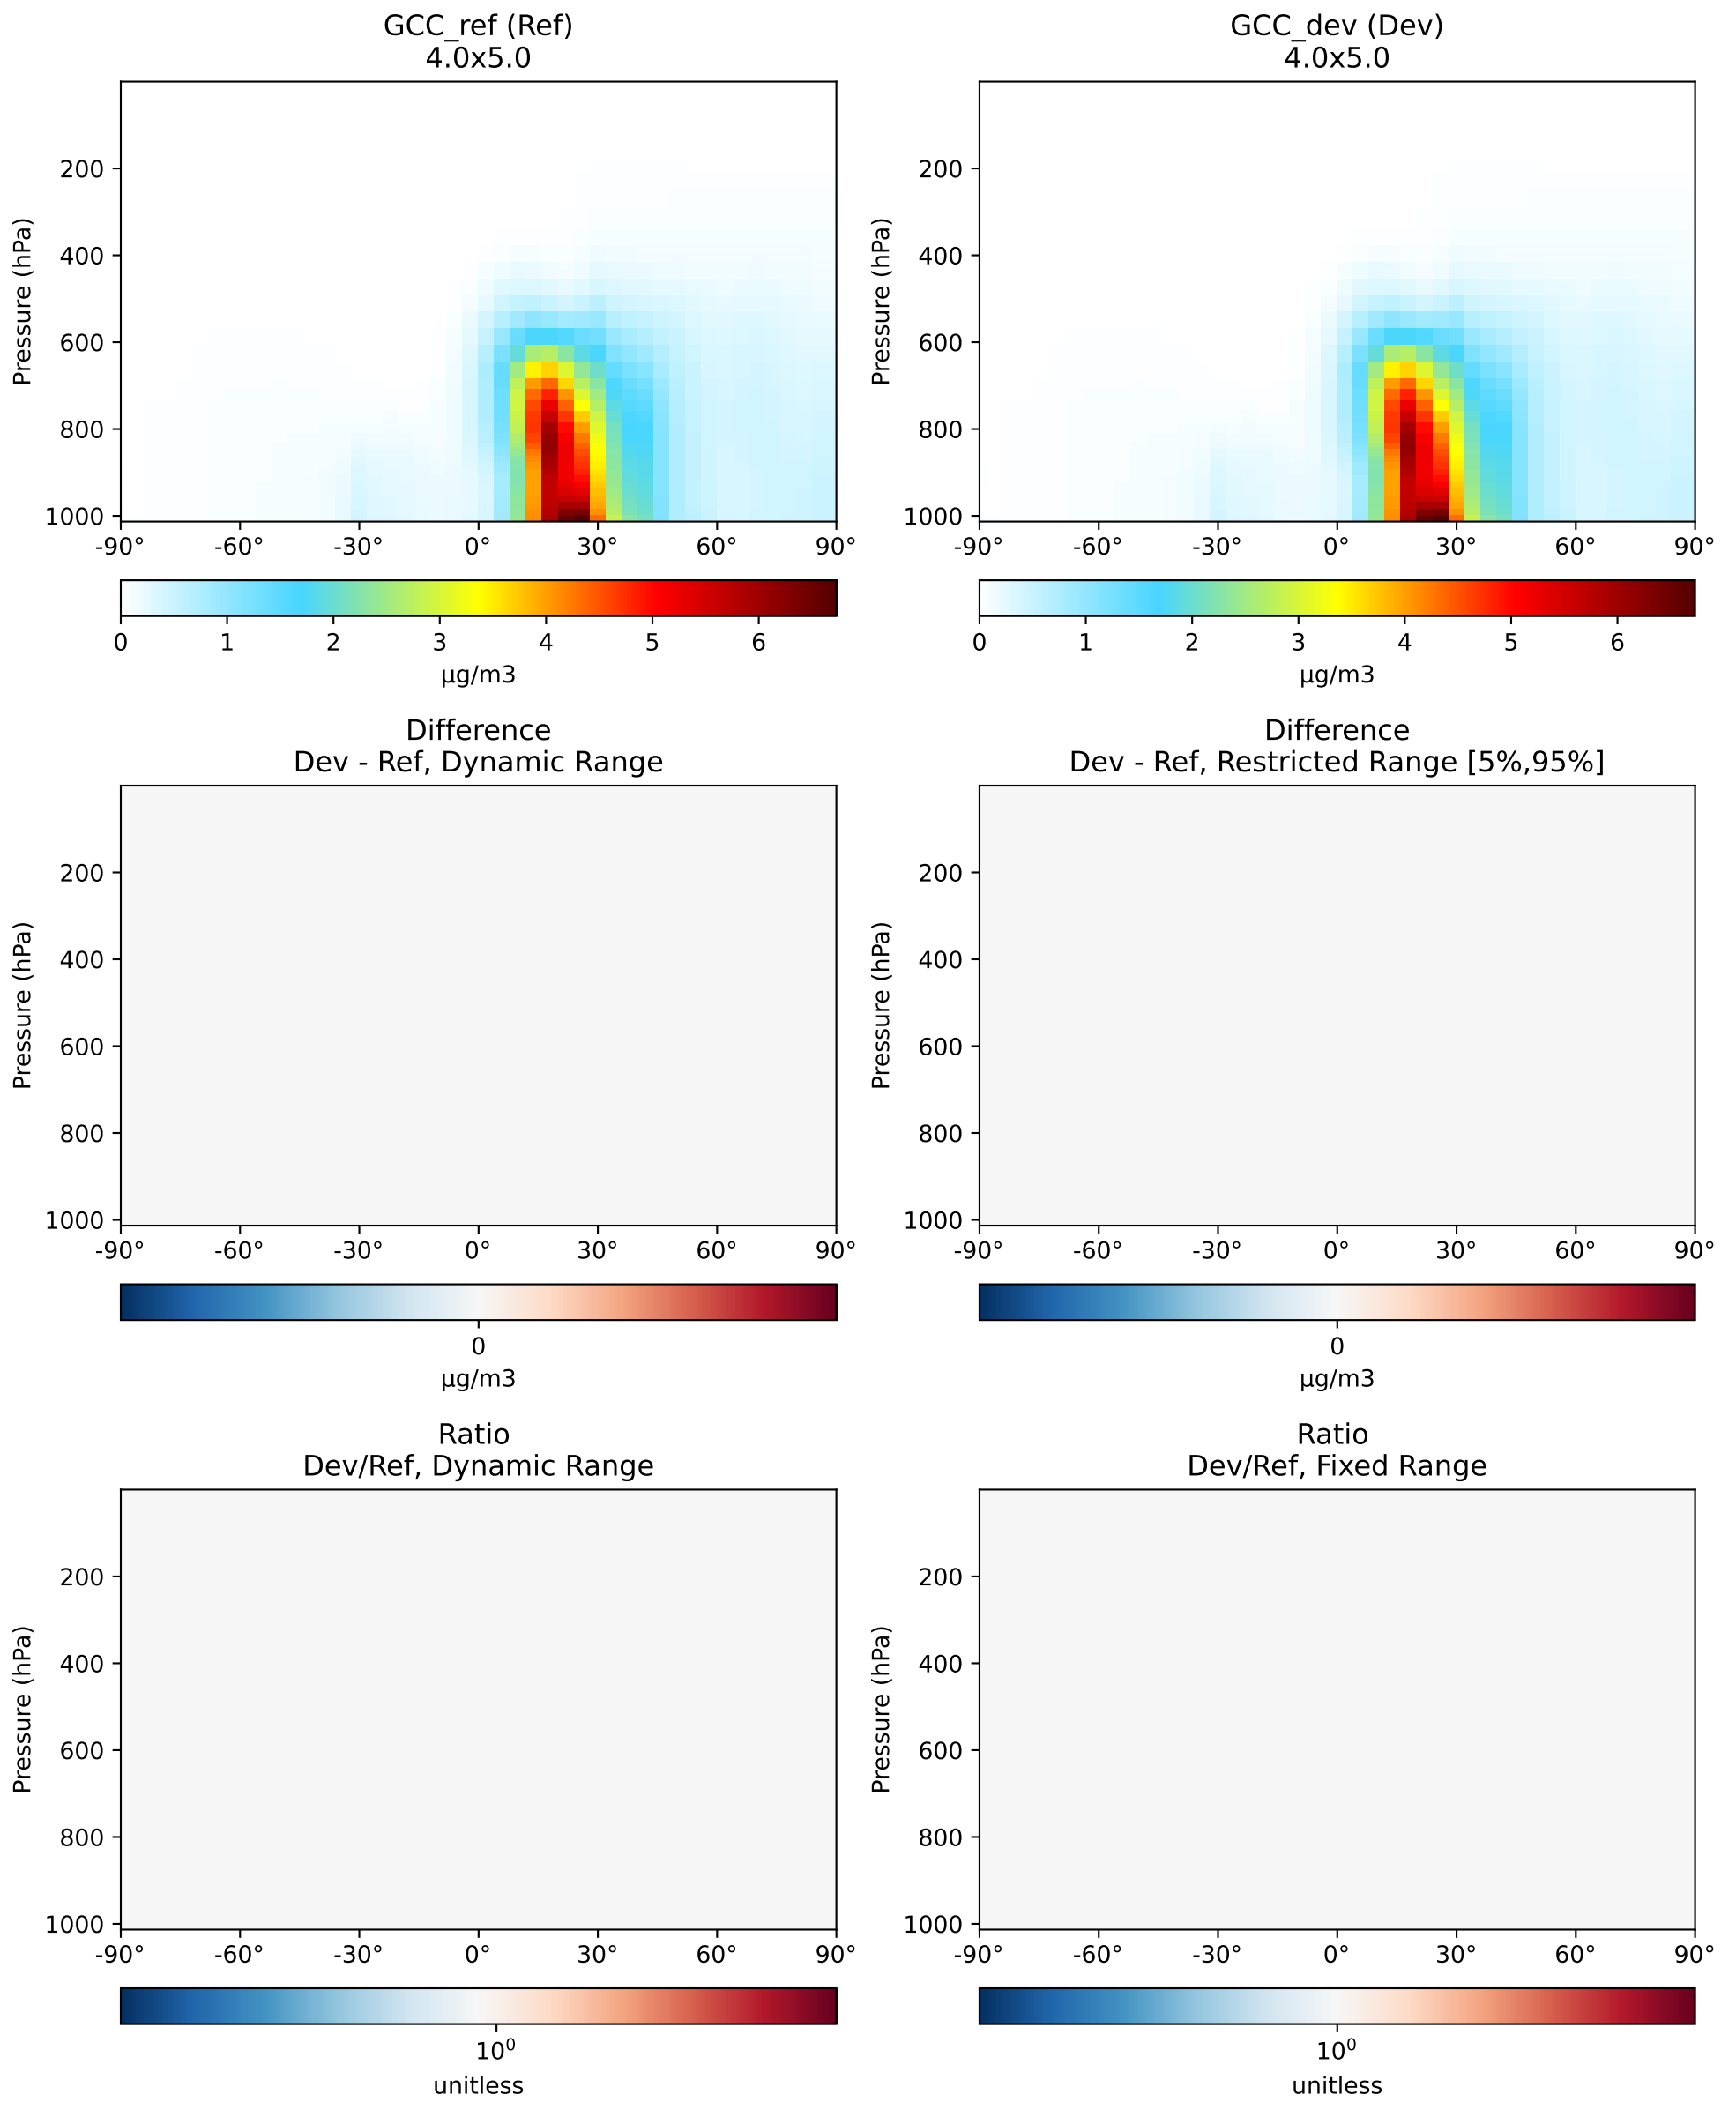 GCC_ref (Ref)
4.0x5.0
Pressure (hPa)
200
400
600
800
1000
-90° -60° -30° 0° 30° 60° 90°
0 1 2 3 4 5 6
µg/m3
GCC_dev (Dev)
4.0x5.0
Pressure (hPa)
200
400
600
800
1000
-90° -60° -30° 0° 30° 60° 90°
0 1 2 3 4 5 6
µg/m3
Difference
Dev - Ref, Dynamic Range
Pressure (hPa)
200
400
600
800
1000
-90° -60° -30° 0° 30° 60° 90°
0
µg/m3
Difference
Dev - Ref, Restricted Range [5%,95%]
Pressure (hPa)
200
400
600
800
1000
-90° -60° -30° 0° 30° 60° 90°
0
µg/m3
Ratio
Dev/Ref, Dynamic Range
Pressure (hPa)
200
400
600
800
1000
-90° -60° -30° 0° 30° 60° 90°
10⁰
unitless
Ratio
Dev/Ref, Fixed Range
Pressure (hPa)
200
400
600
800
1000
-90° -60° -30° 0° 30° 60° 90°
10⁰
unitless